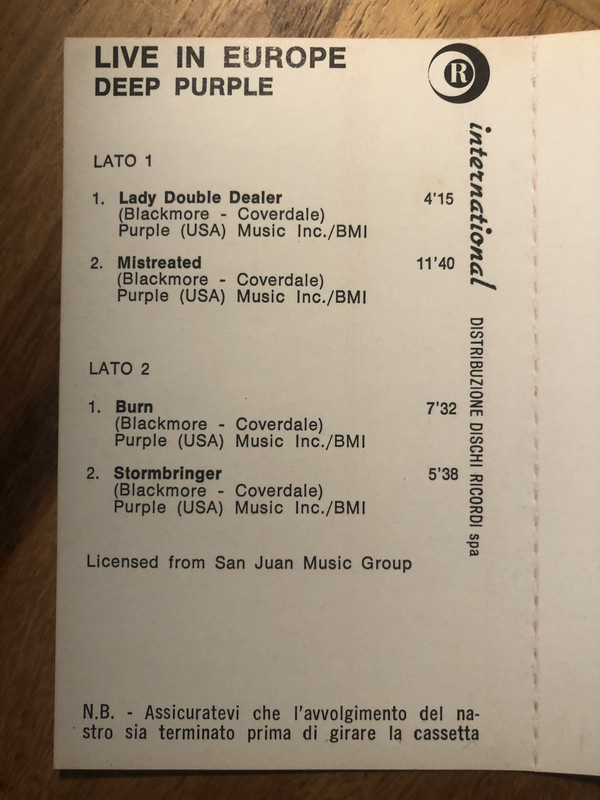 LIVE IN EUROPE
DEEP PURPLE
R
international
DISTRIBUZIONE DISCHI RICORDI spa
LATO 1
1. Lady Double Dealer 4'15
(Blackmore - Coverdale)
Purple (USA) Music Inc./BMI
2. Mistreated 11'40
(Blackmore - Coverdale)
Purple (USA) Music Inc./BMI
LATO 2
1. Burn 7'32
(Blackmore - Coverdale)
Purple (USA) Music Inc./BMI
2. Stormbringer 5'38
(Blackmore - Coverdale)
Purple (USA) Music Inc./BMI
Licensed from San Juan Music Group
N.B. - Assicuratevi che l'avvolgimento del na-
stro sia terminato prima di girare la cassetta